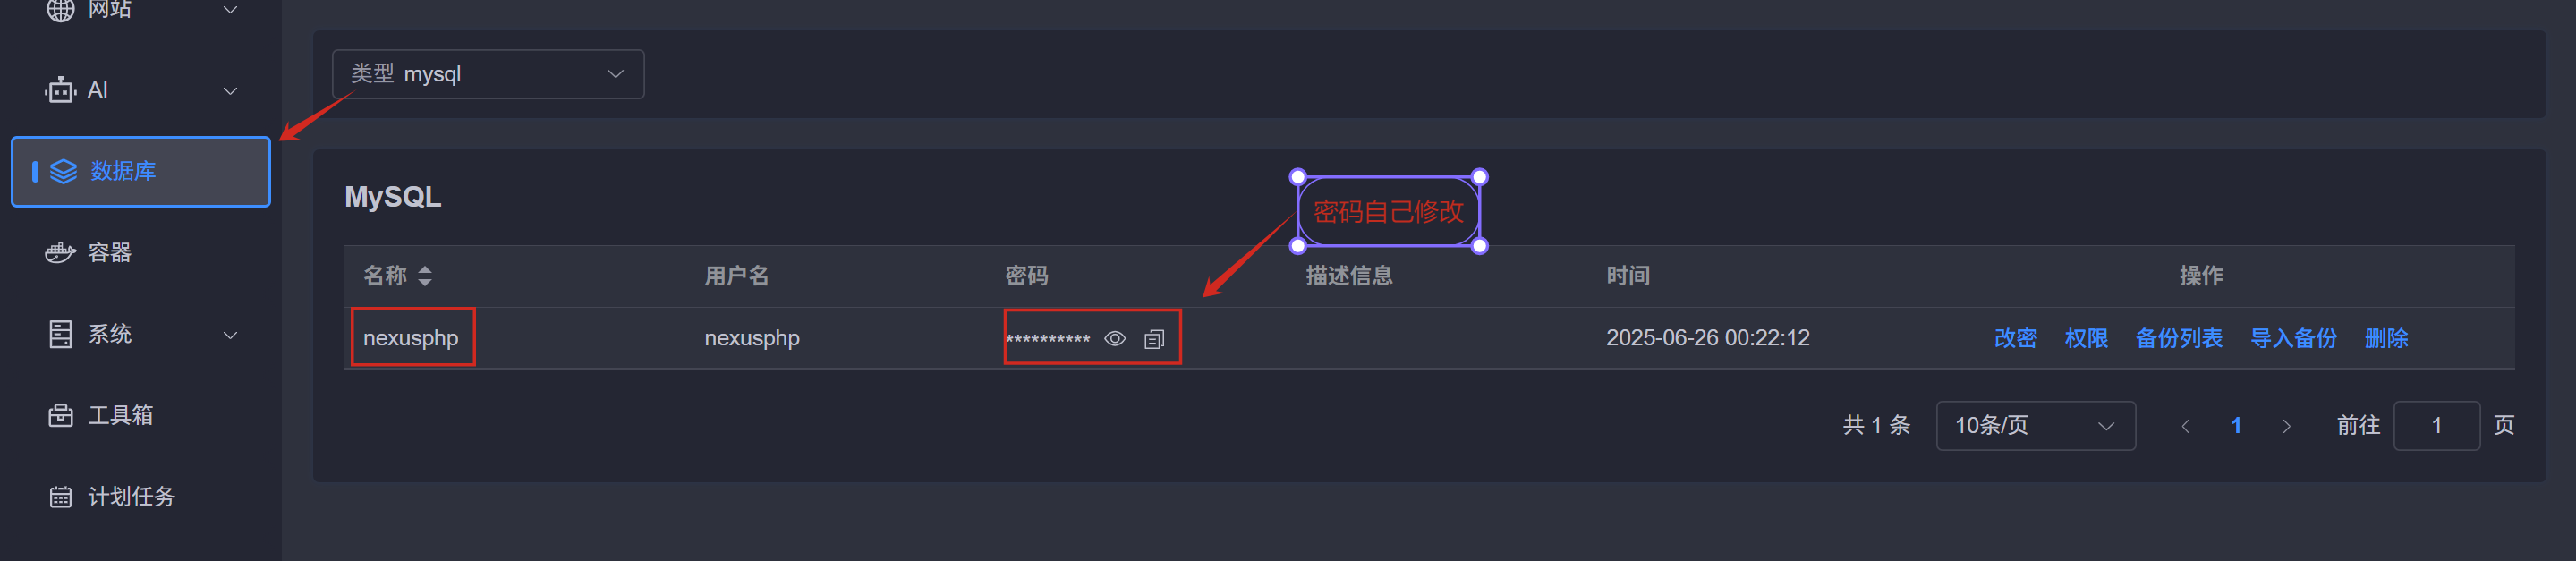 网站
AI
数据库
容器
系统
工具箱
计划任务
类型 mysql
MySQL
密码自己修改
名称 用户名 密码 描述信息 时间 操作
nexusphp nexusphp ********** 2025-06-26 00:22:12 改密 权限 备份列表 导入备份 删除
共 1 条 10条/页 1 前往 1 页